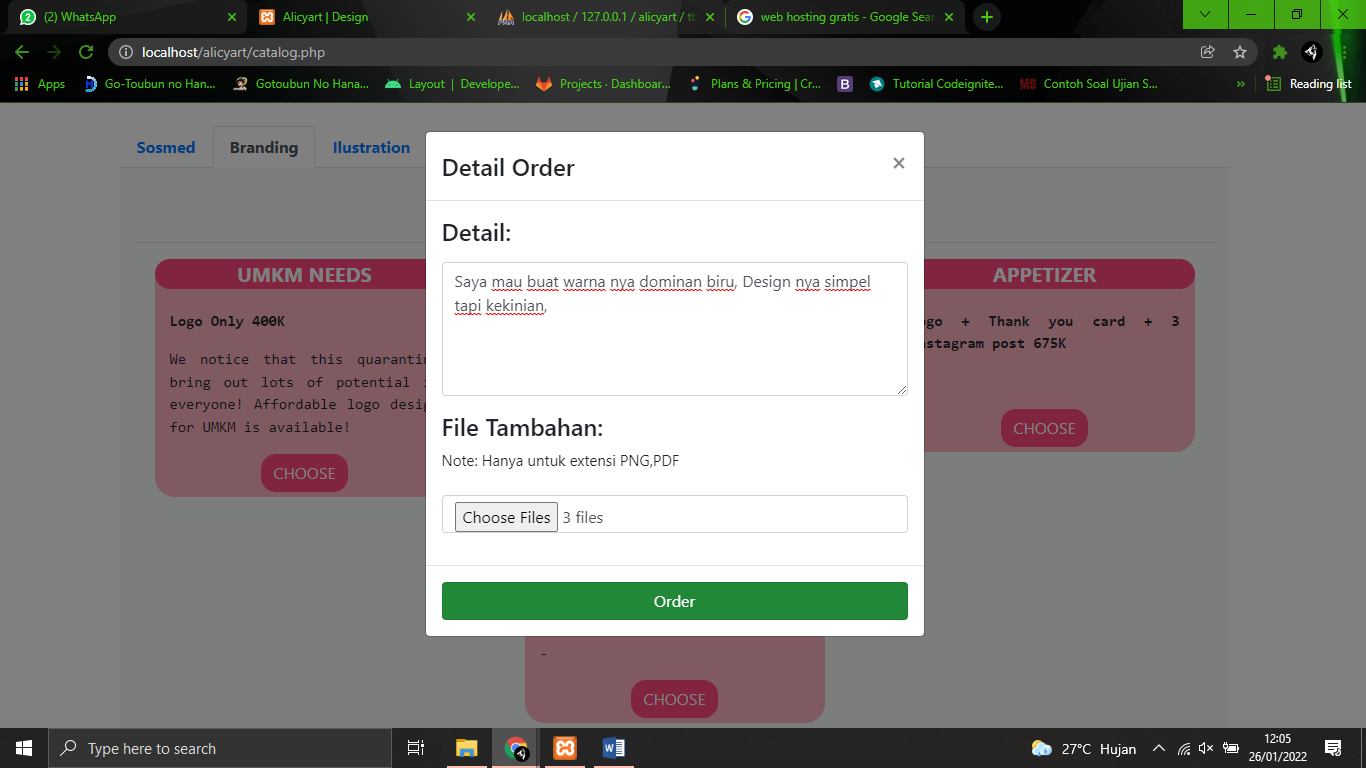 (2) WhatsApp
Alicyart | Design
localhost / 127.0.0.1 / alicyart / tb
web hosting gratis - Google Sear
localhost/alicyart/catalog.php
Apps
Go-Toubun no Han...
Gotoubun No Hana...
Layout | Develope...
Projects · Dashboar...
Plans & Pricing | Cr...
B
Tutorial Codeignite...
MS Contoh Soal Ujian S...
»
Reading list
Sosmed
Branding
Ilustration
Detail Order
×
Detail:
Saya mau buat warna nya dominan biru, Design nya simpel
tapi kekinian,
File Tambahan:
Note: Hanya untuk extensi PNG,PDF
Choose Files 3 files
Order
UMKM NEEDS
Logo Only 400K
We notice that this quarantin
bring out lots of potential
everyone! Affordable logo desig
for UMKM is available!
CHOOSE
APPETIZER
ogo + Thank you card + 3
nstagram post 675K
CHOOSE
-
CHOOSE
Type here to search
27°C Hujan
12:05
26/01/2022